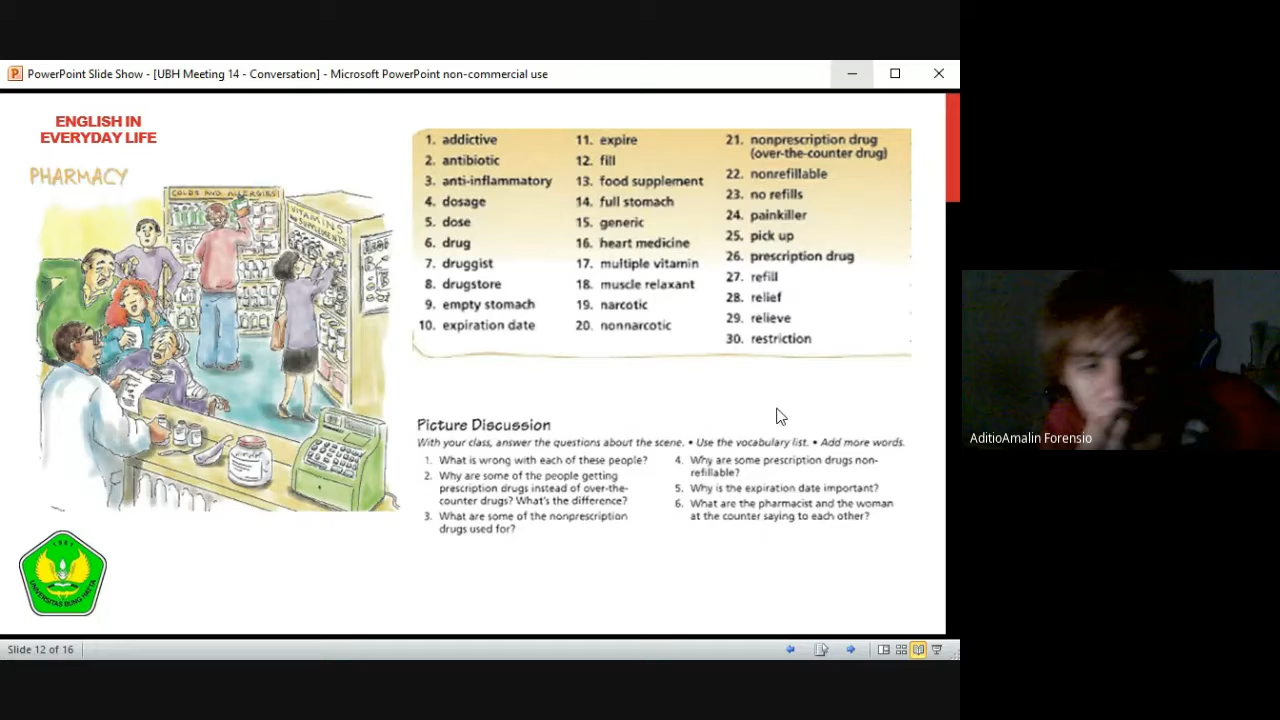 PowerPoint Slide Show - [UBH Meeting 14 - Conversation] - Microsoft PowerPoint non-commercial use
ENGLISH IN
EVERYDAY LIFE
PHARMACY
COLDS AND ALLERGIES
VITAMINS
SUPPLEMENTS
1. addictive
2. antibiotic
3. anti-inflammatory
4. dosage
5. dose
6. drug
7. druggist
8. drugstore
9. empty stomach
10. expiration date
11. expire
12. fill
13. food supplement
14. full stomach
15. generic
16. heart medicine
17. multiple vitamin
18. muscle relaxant
19. narcotic
20. nonnarcotic
21. nonprescription drug
(over-the-counter drug)
22. nonrefillable
23. no refills
24. painkiller
25. pick up
26. prescription drug
27. refill
28. relief
29. relieve
30. restriction
Picture Discussion
With your class, answer the questions about the scene. • Use the vocabulary list. • Add more words.
1. What is wrong with each of these people?
2. Why are some of the people getting
prescription drugs instead of over-the-
counter drugs? What's the difference?
3. What are some of the nonprescription
drugs used for?
4. Why are some prescription drugs non-
refillable?
5. Why is the expiration date important?
6. What are the pharmacist and the woman
at the counter saying to each other?
1981
UNIVERSITAS BUNG HATTA
Slide 12 of 16
AditioAmalin Forensio